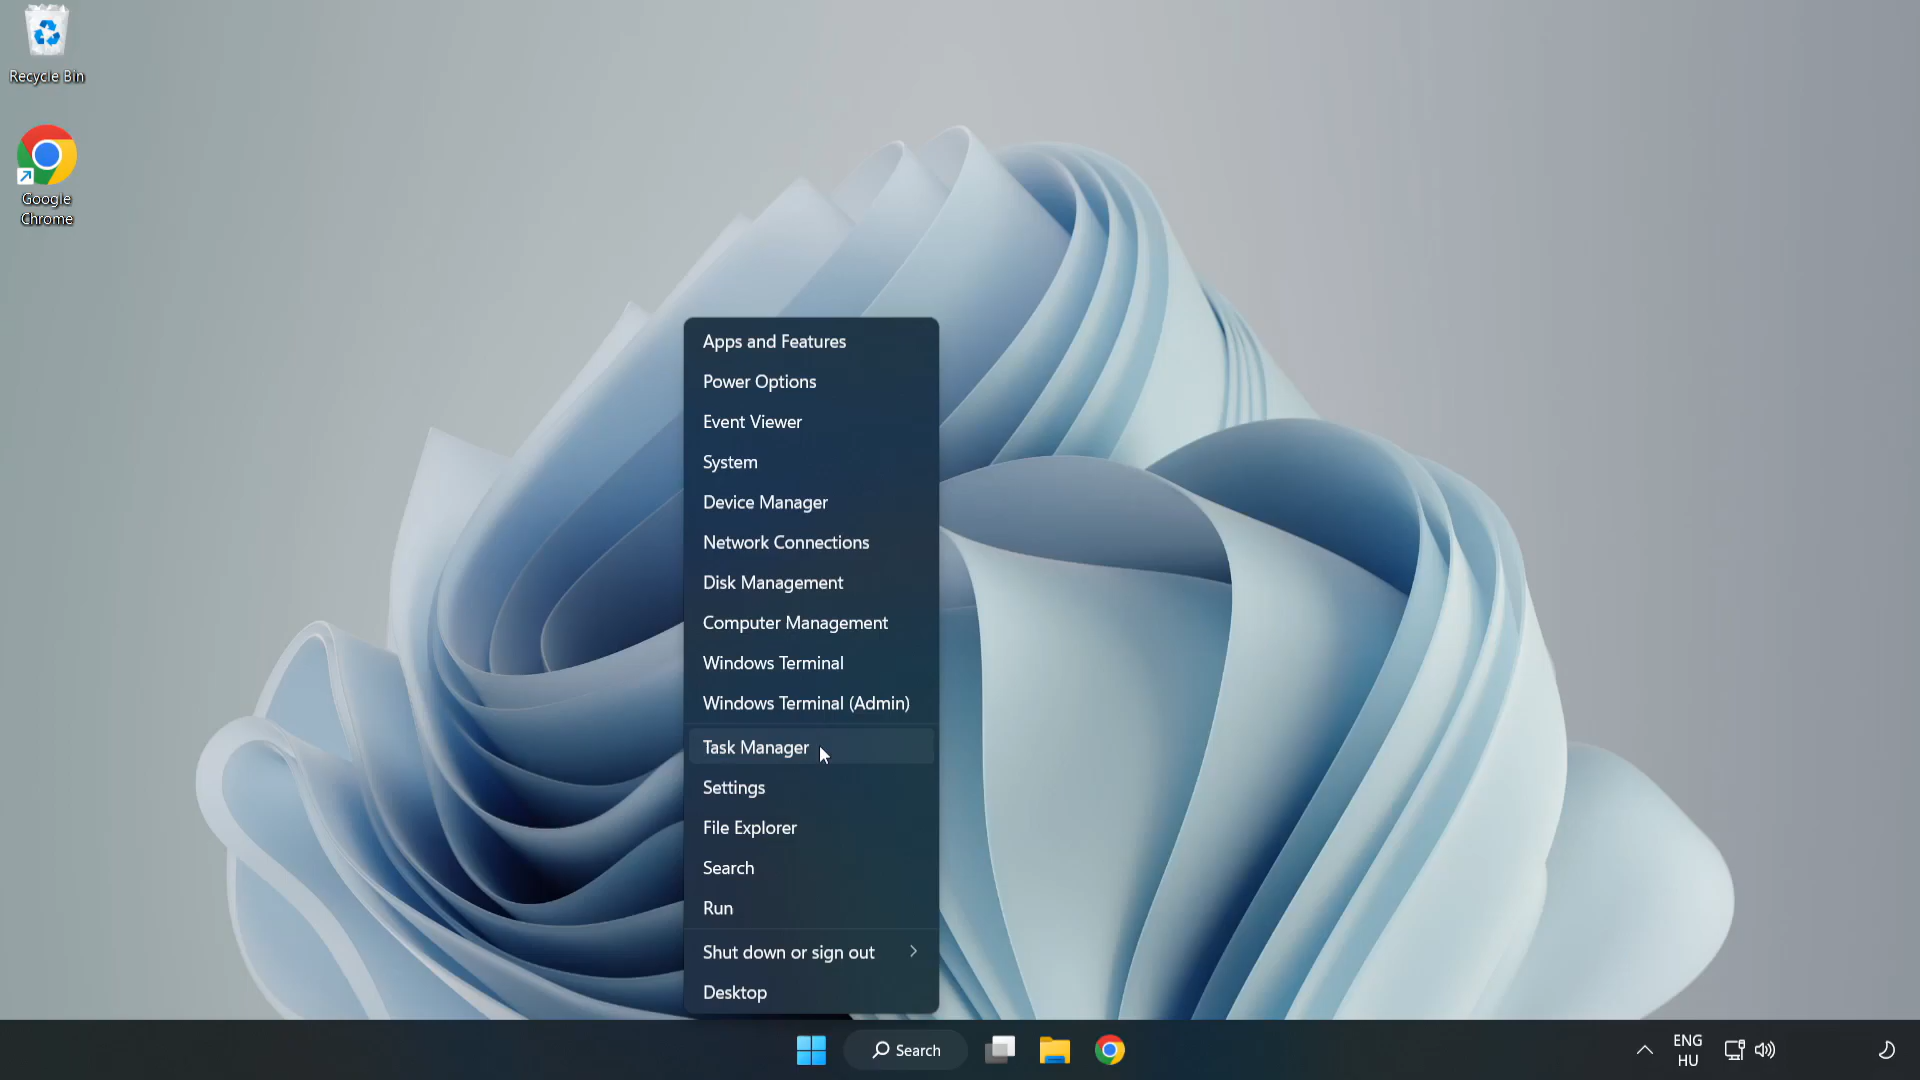 Recycle Bin
Google
Chrome
Apps and Features
Power Options
Event Viewer
System
Device Manager
Network Connections
Disk Management
Computer Management
Windows Terminal
Windows Terminal (Admin)
Task Manager
Settings
File Explorer
Search
Run
Shut down or sign out
Desktop
Search
ENG
HU